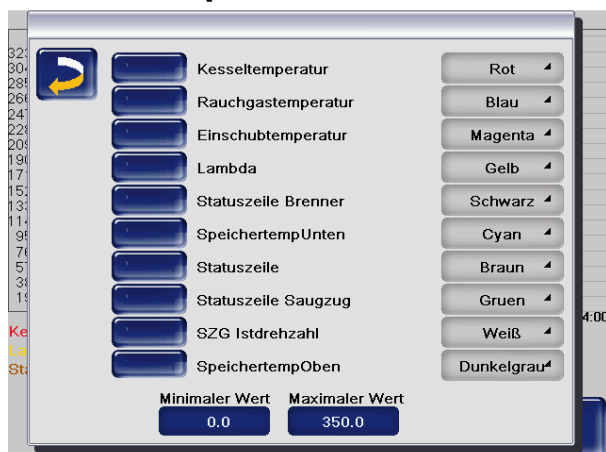 Kesseltemperatur Rot
Rauchgastemperatur Blau
Einschubtemperatur Magenta
Lambda Gelb
Statuszeile Brenner Schwarz
SpeichertempUnten Cyan
Statuszeile Braun
Statuszeile Saugzug Gruen
SZG Istdrehzahl Weiß
SpeichertempOben Dunkelgrau
Minimaler Wert Maximaler Wert
0.0 350.0